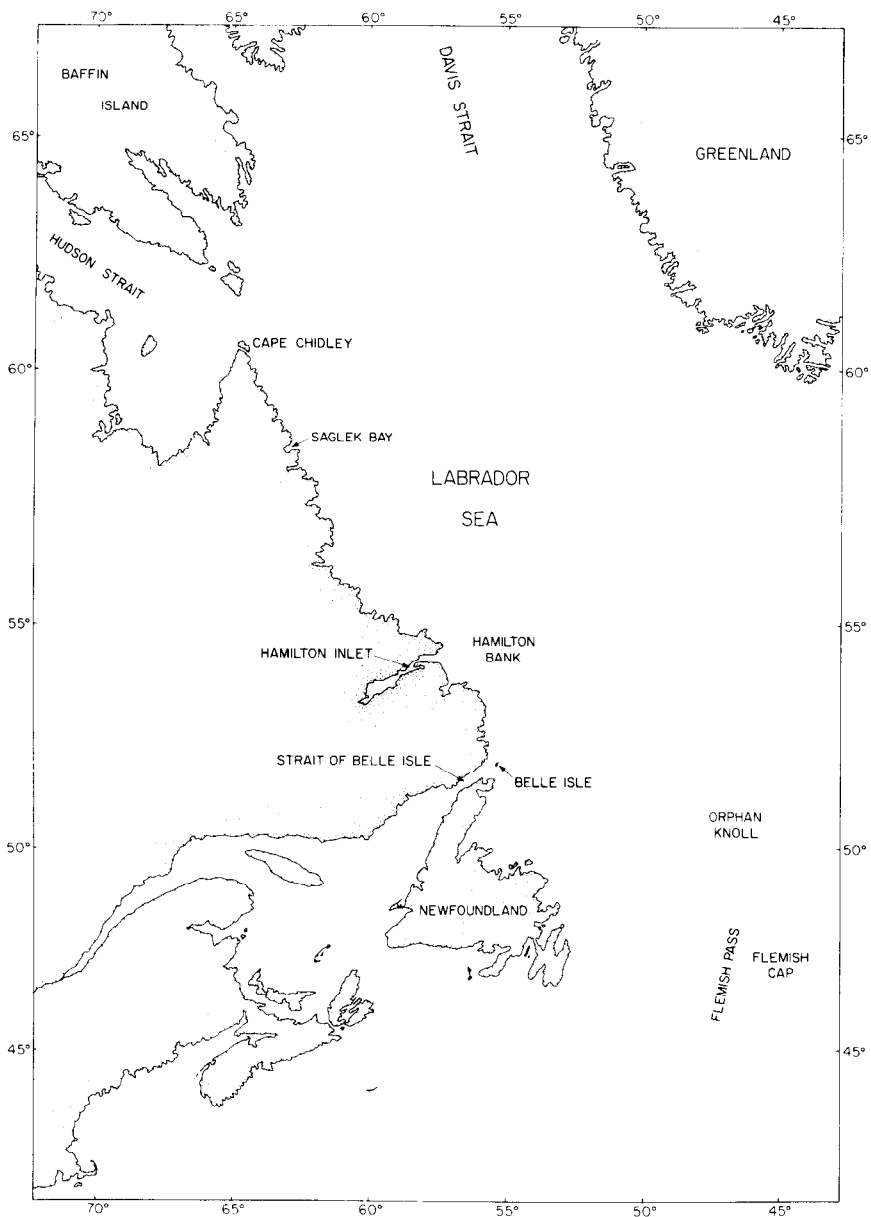 70° 65° 60° 55° 50° 45°
BAFFIN
ISLAND
DAVIS STRAIT
65° 65°
GREENLAND
HUDSON STRAIT
CAPE CHIDLEY
60° 60°
SAGLEK BAY
LABRADOR
SEA
55° 55°
HAMILTON
BANK
HAMILTON INLET
STRAIT OF BELLE ISLE
BELLE ISLE
ORPHAN
KNOLL
50° 50°
NEWFOUNDLAND
FLEMISH PASS
FLEMISH
CAP
45° 45°
70° 65° 60° 55° 50° 45°